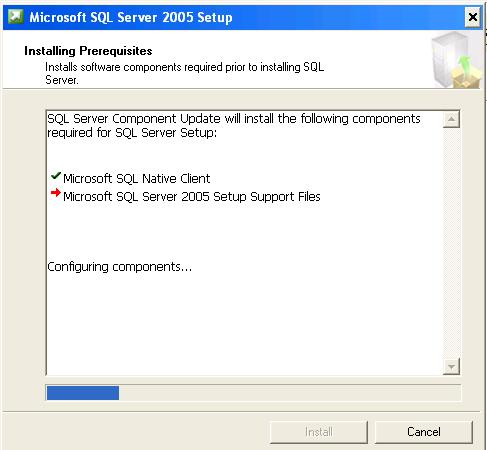 Microsoft SQL Server 2005 Setup
Installing Prerequisites
Installs software components required prior to installing SQL
Server.
SQL Server Component Update will install the following components
required for SQL Server Setup:
Microsoft SQL Native Client
Microsoft SQL Server 2005 Setup Support Files
Configuring components...
Install
Cancel